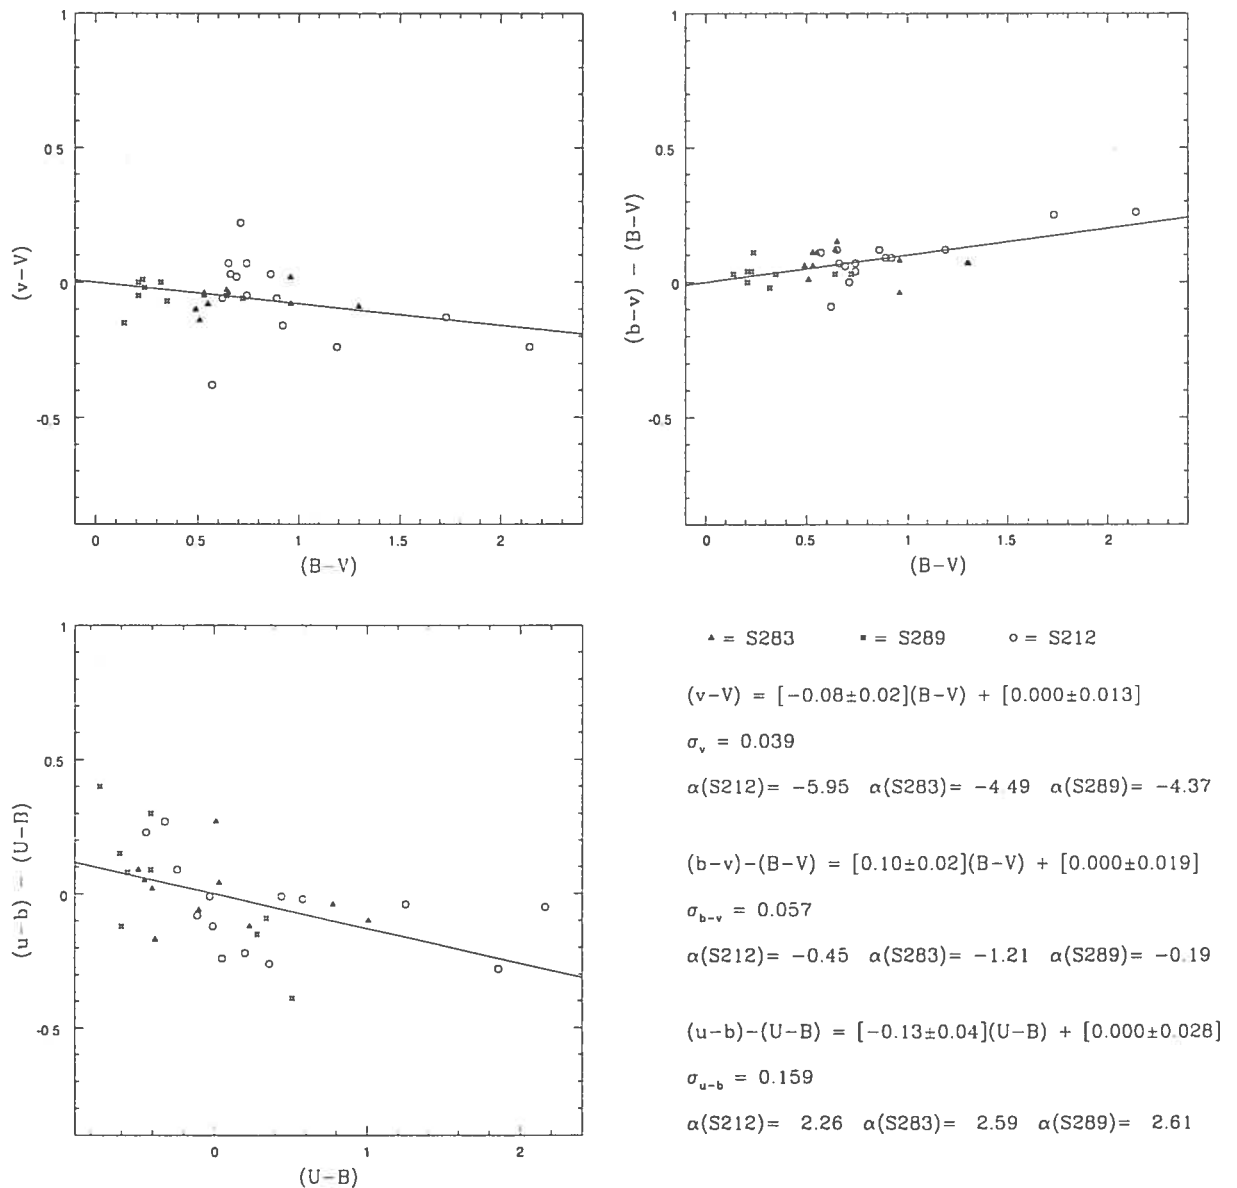 1
0.5
0
-0.5
(v-V)
0
0.5
1
1.5
2
(B-V)
1
0.5
0
-0.5
(b-v) - (B-V)
0
0.5
1
1.5
2
(B-V)
1
0.5
0
-0.5
(u-b) - (U-B)
0
1
2
(U-B)
▲ = S283 ■ = S289 ○ = S212
(v-V) = [-0.08±0.02](B-V) + [0.000±0.013]
σv = 0.039
α(S212)= -5.95 α(S283)= -4.49 α(S289)= -4.37
(b-v)-(B-V) = [0.10±0.02](B-V) + [0.000±0.019]
σb-v = 0.057
α(S212)= -0.45 α(S283)= -1.21 α(S289)= -0.19
(u-b)-(U-B) = [-0.13±0.04](U-B) + [0.000±0.028]
σu-b = 0.159
α(S212)= 2.26 α(S283)= 2.59 α(S289)= 2.61